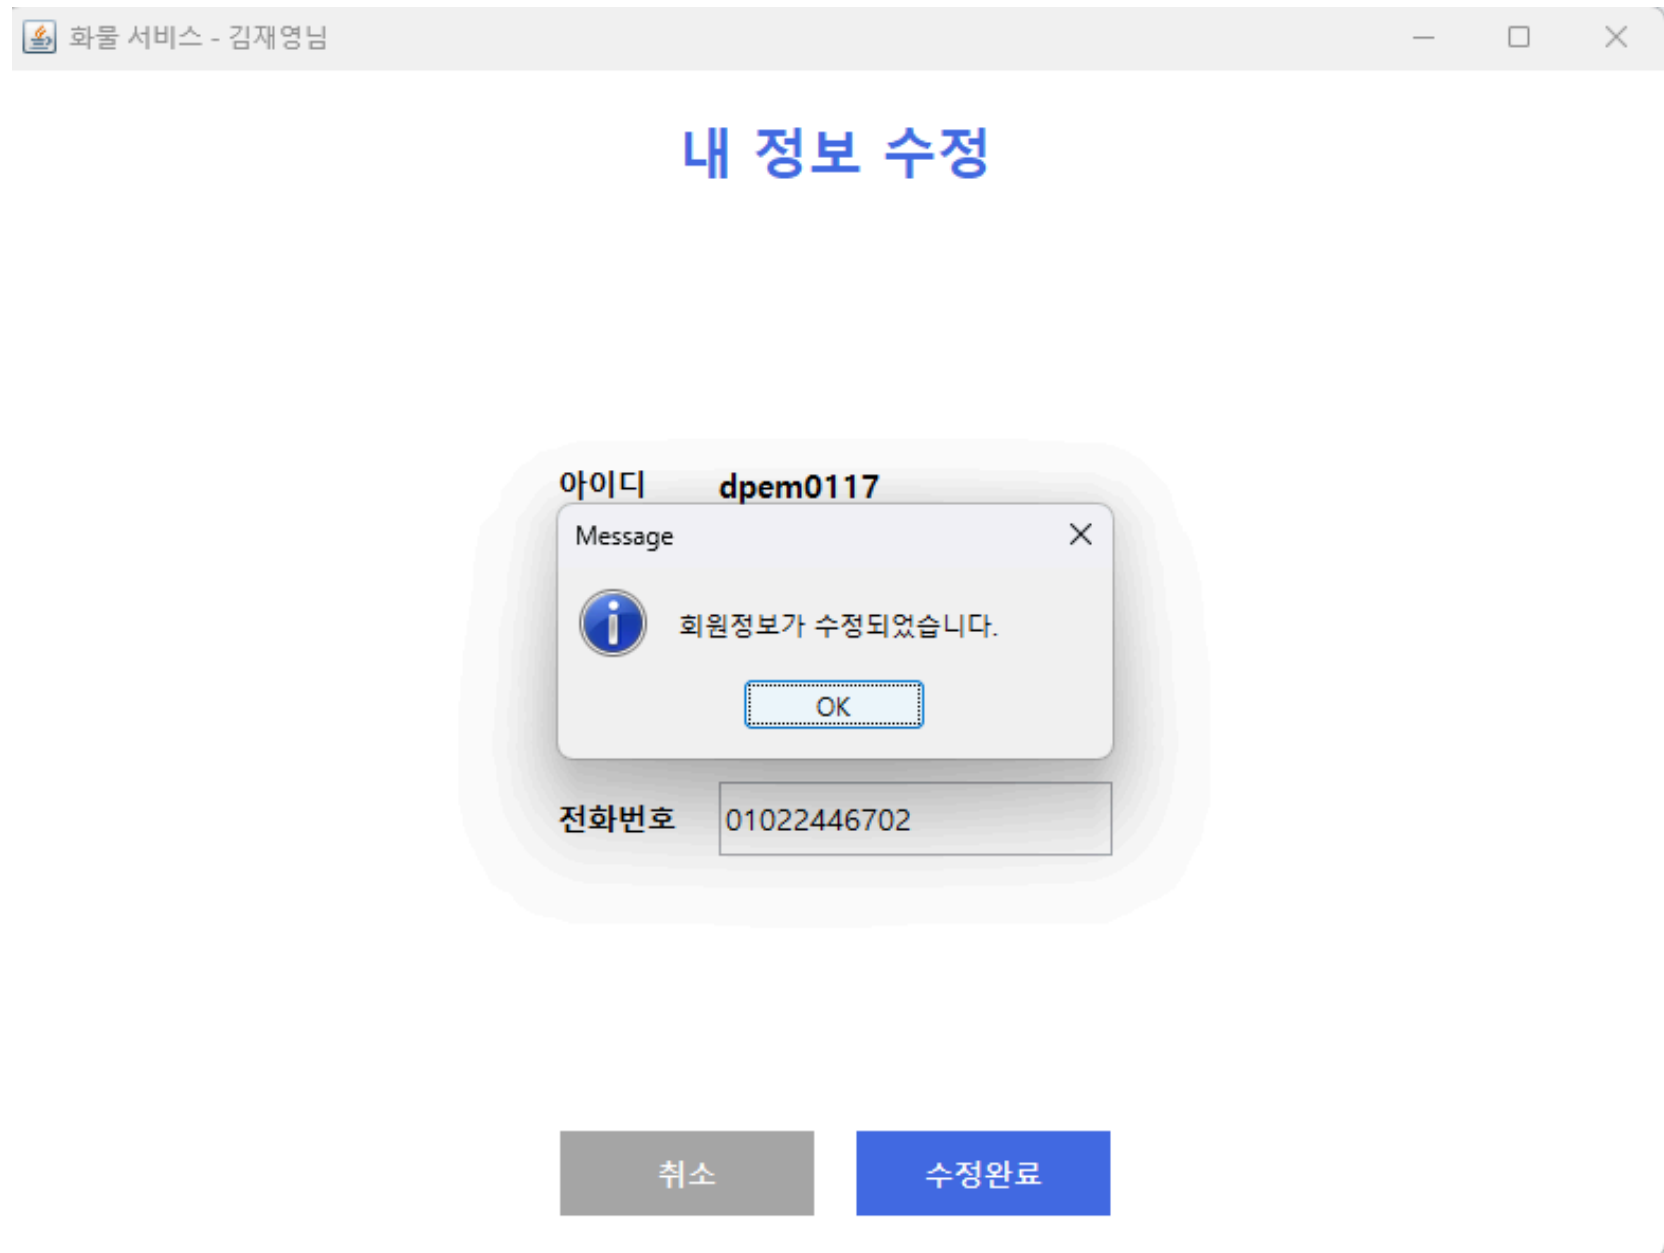 화물 서비스 - 김재영님
내 정보 수정
아이디 dpem0117
Message
회원정보가 수정되었습니다.
OK
전화번호 01022446702
취소 수정완료